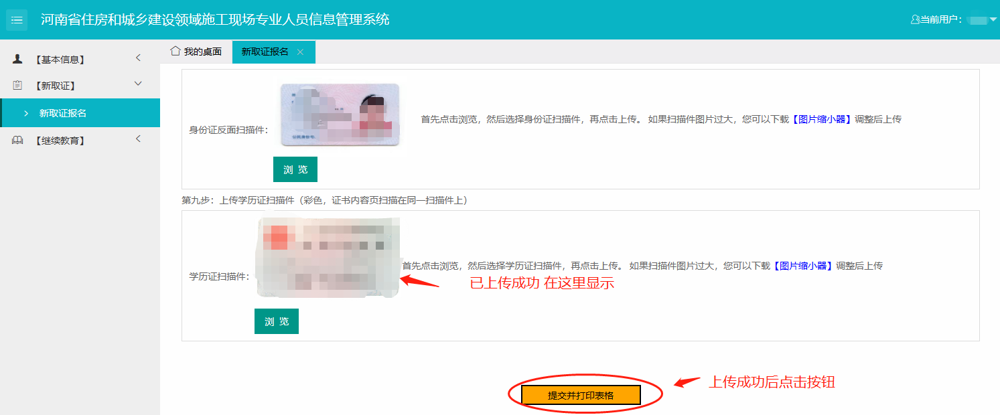 河南省住房和城乡建设领域施工现场专业人员信息管理系统
当前用户：
【基本信息】
【新取证】
新取证报名
【继续教育】
我的桌面
新取证报名
身份证反面扫描件：
首先点击浏览，然后选择身份证扫描件，再点击上传。 如果扫描件图片过大，您可以下载【图片缩小器】调整后上传
浏 览
第九步：上传学历证扫描件（彩色，证书内容页扫描在同一扫描件上）
学历证扫描件：
首先点击浏览，然后选择学历证扫描件，再点击上传。 如果扫描件图片过大，您可以下载【图片缩小器】调整后上传
已上传成功 在这里显示
浏 览
上传成功后点击按钮
提交并打印表格